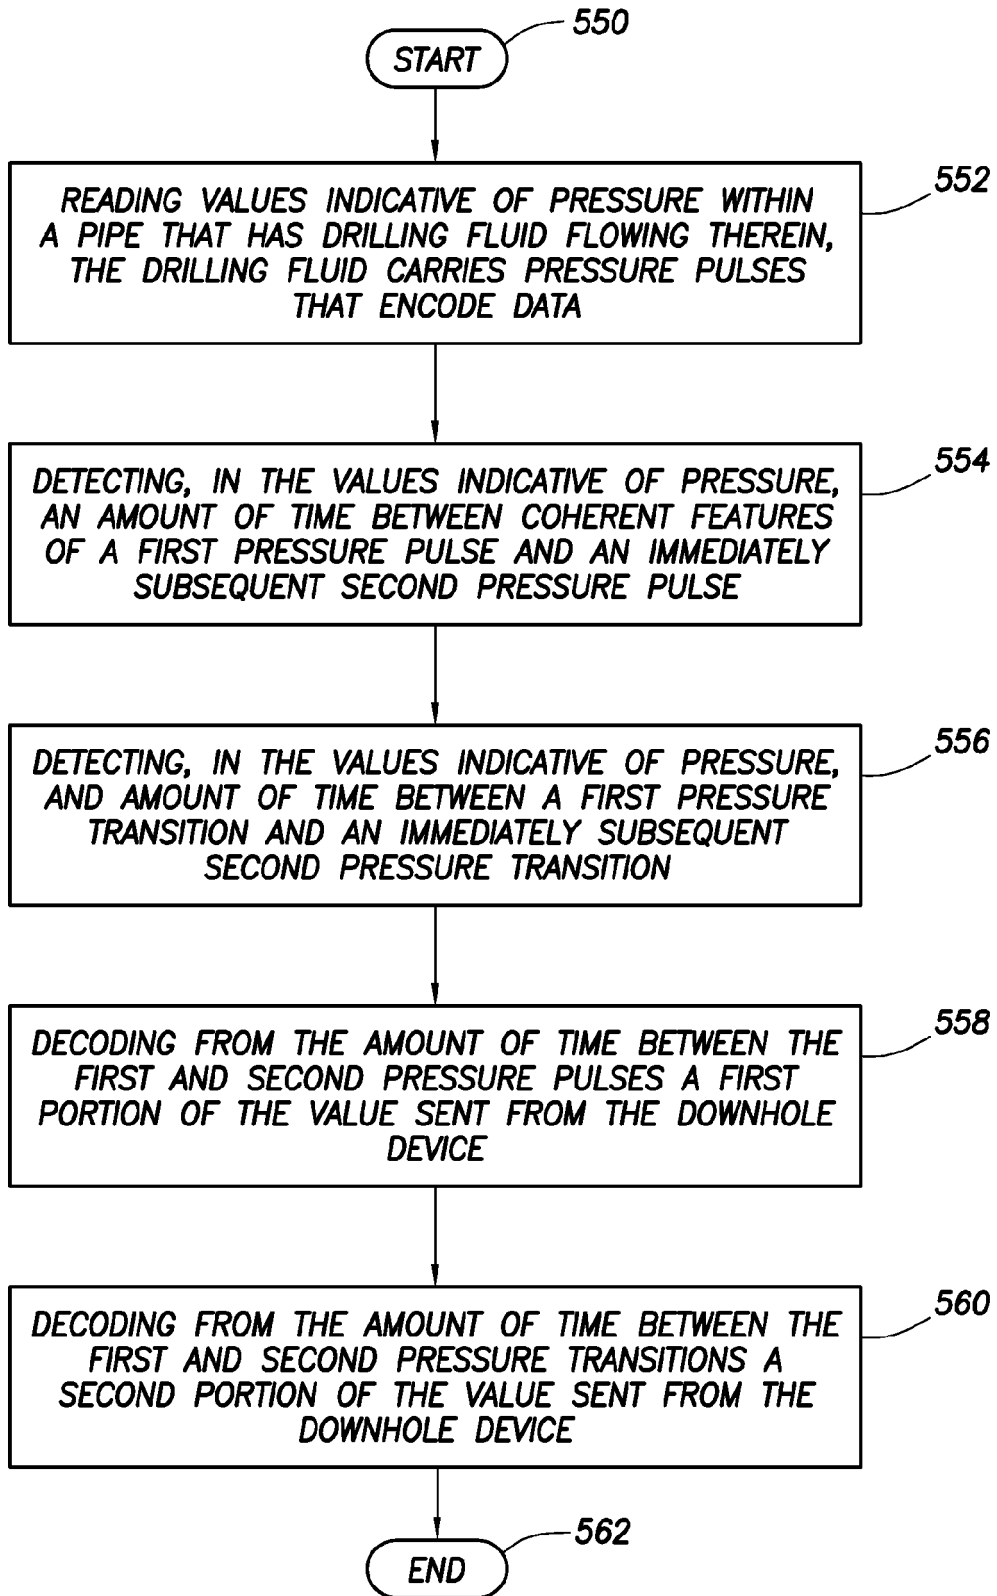 550
START
552
READING VALUES INDICATIVE OF PRESSURE WITHIN
A PIPE THAT HAS DRILLING FLUID FLOWING THEREIN,
THE DRILLING FLUID CARRIES PRESSURE PULSES
THAT ENCODE DATA
554
DETECTING, IN THE VALUES INDICATIVE OF PRESSURE,
AN AMOUNT OF TIME BETWEEN COHERENT FEATURES
OF A FIRST PRESSURE PULSE AND AN IMMEDIATELY
SUBSEQUENT SECOND PRESSURE PULSE
556
DETECTING, IN THE VALUES INDICATIVE OF PRESSURE,
AND AMOUNT OF TIME BETWEEN A FIRST PRESSURE
TRANSITION AND AN IMMEDIATELY SUBSEQUENT
SECOND PRESSURE TRANSITION
558
DECODING FROM THE AMOUNT OF TIME BETWEEN THE
FIRST AND SECOND PRESSURE PULSES A FIRST
PORTION OF THE VALUE SENT FROM THE DOWNHOLE
DEVICE
560
DECODING FROM THE AMOUNT OF TIME BETWEEN THE
FIRST AND SECOND PRESSURE TRANSITIONS A
SECOND PORTION OF THE VALUE SENT FROM THE
DOWNHOLE DEVICE
562
END